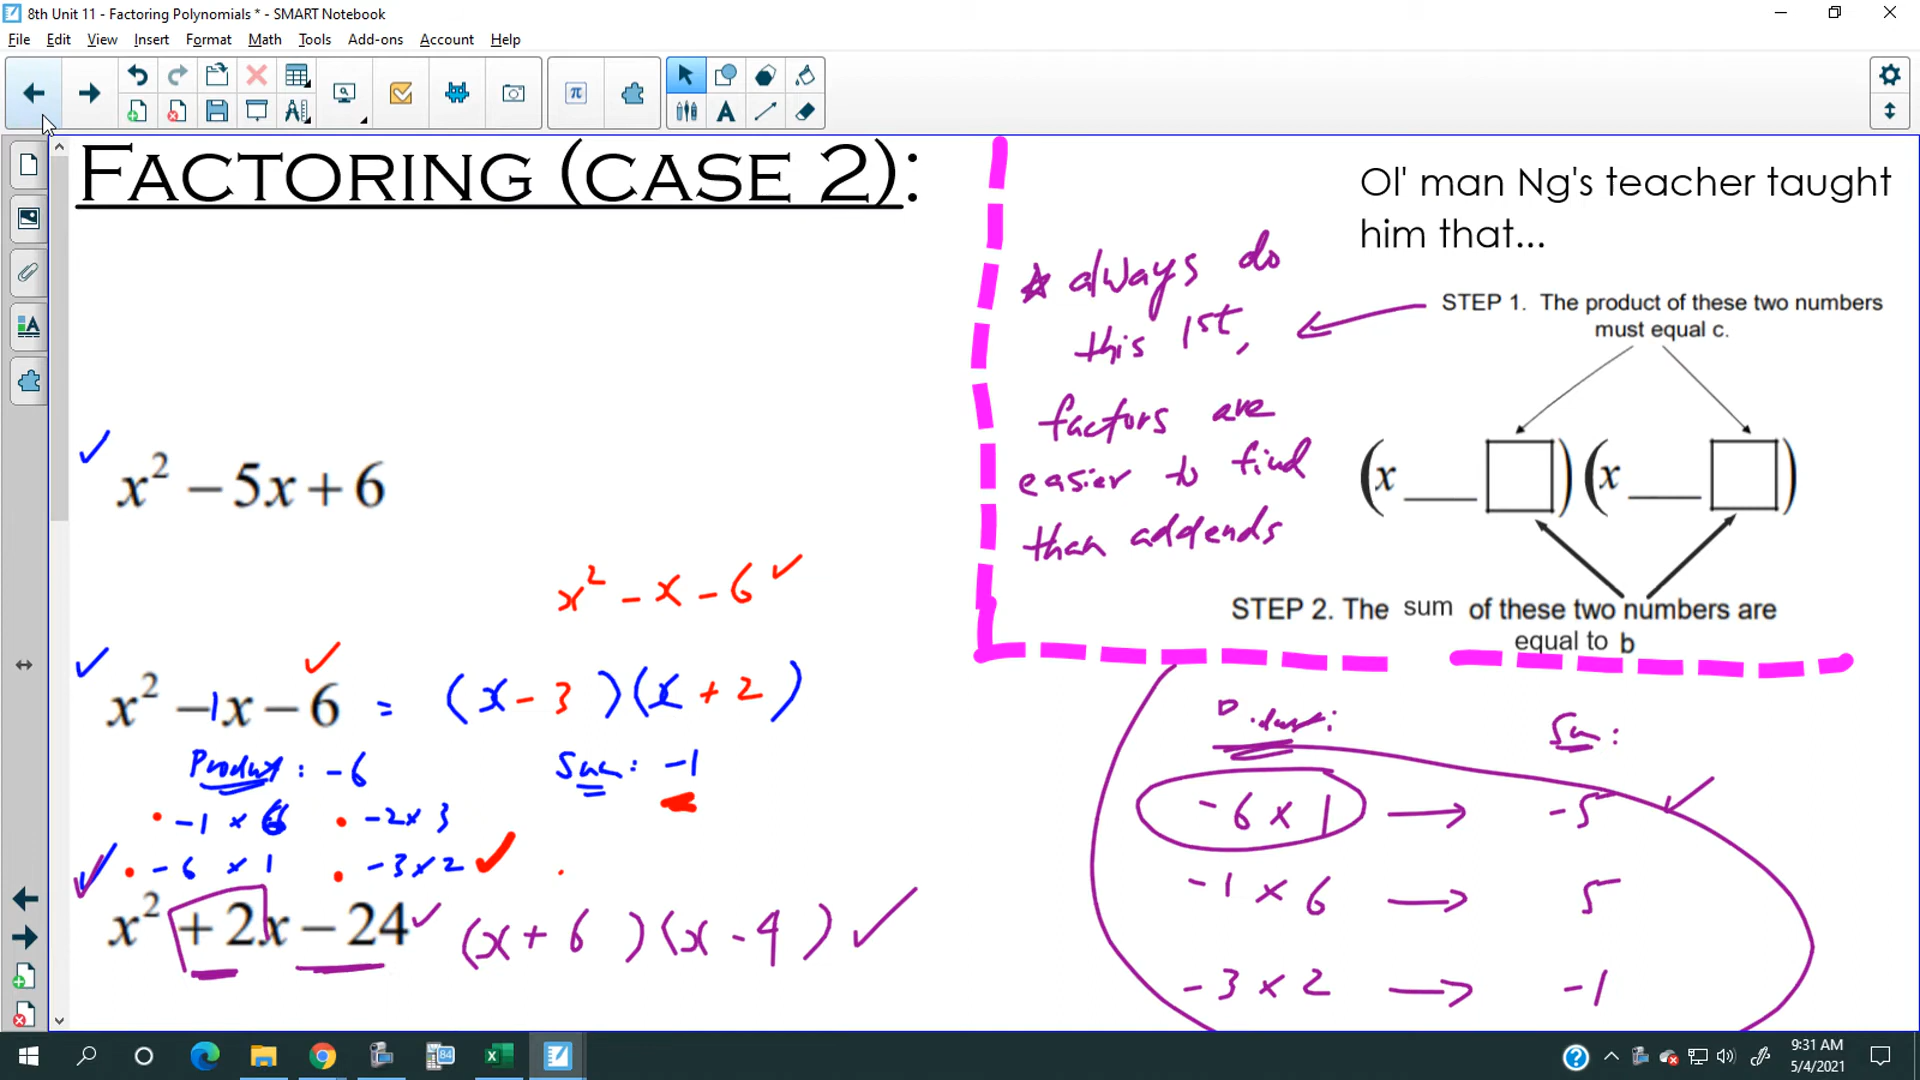 8th Unit 11 - Factoring Polynomials * - SMART Notebook
File Edit View Insert Format Math Tools Add-ons Account Help
FACTORING (CASE 2):
Ol' man Ng's teacher taught
him that...
* always do
this 1st,
factors are
easier to find
than addends
STEP 1. The product of these two numbers
must equal c.
(x ___ □)(x ___ □)
STEP 2. The sum of these two numbers are
equal to b
x² − 5x + 6
x² − x − 6 ✓
x² − 1x − 6 = (x − 3)(x + 2)
Product: −6 Sum: −1
−1 × 6 −2 × 3
−6 × 1 −3 × 2 ✓
x² + 2x − 24 ✓ (x + 6)(x − 4) ✓
Sum:
−6 × 1 → −5
−1 × 6 → 5
−3 × 2 → −1
84
9:31 AM
5/4/2021